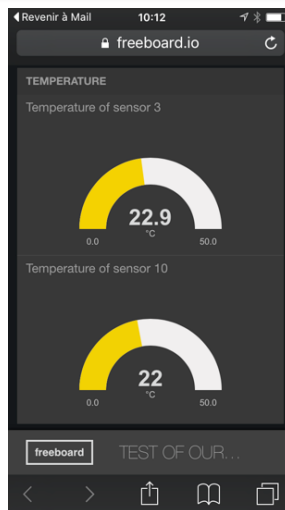 Revenir à Mail 10:12
freeboard.io
TEMPERATURE
Temperature of sensor 3
22.9
°C
0.0 50.0
Temperature of sensor 10
22
°C
0.0 50.0
freeboard TEST OF OUR...